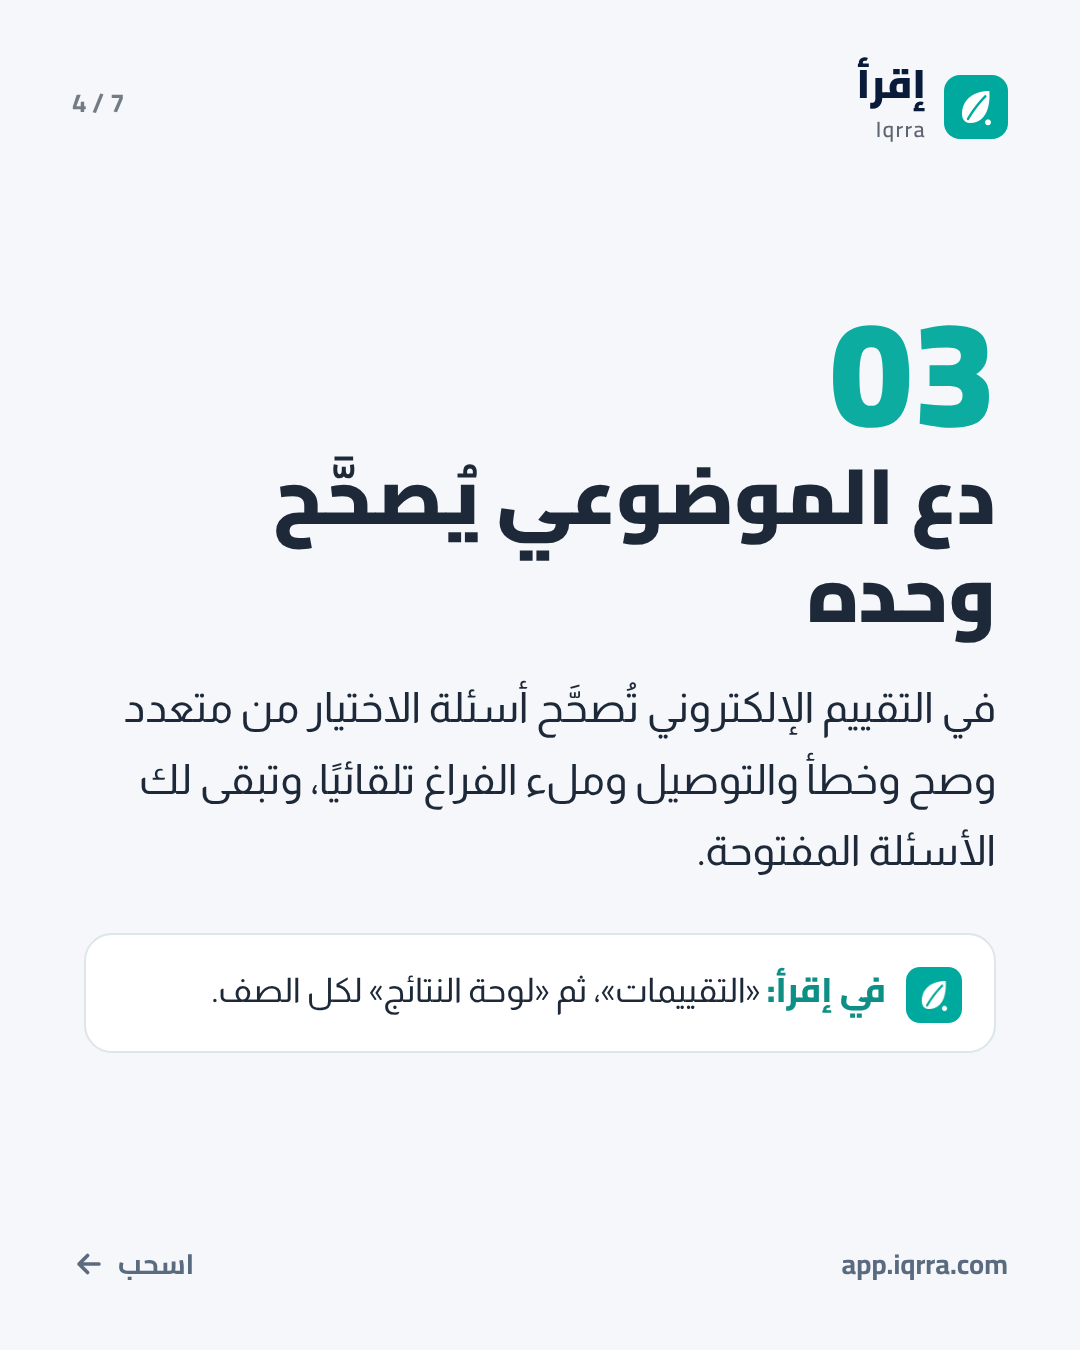 إقرأ
Iqrra
4 / 7
03
دع الموضوعي يُصحَّح
وحده
في التقييم الإلكتروني تُصحَّح أسئلة الاختيار من متعدد
وصح وخطأ والتوصيل وملء الفراغ تلقائيًا، وتبقى لك
الأسئلة المفتوحة.
في إقرأ: «التقييمات»، ثم «لوحة النتائج» لكل الصف.
app.iqrra.com
اسحب ←